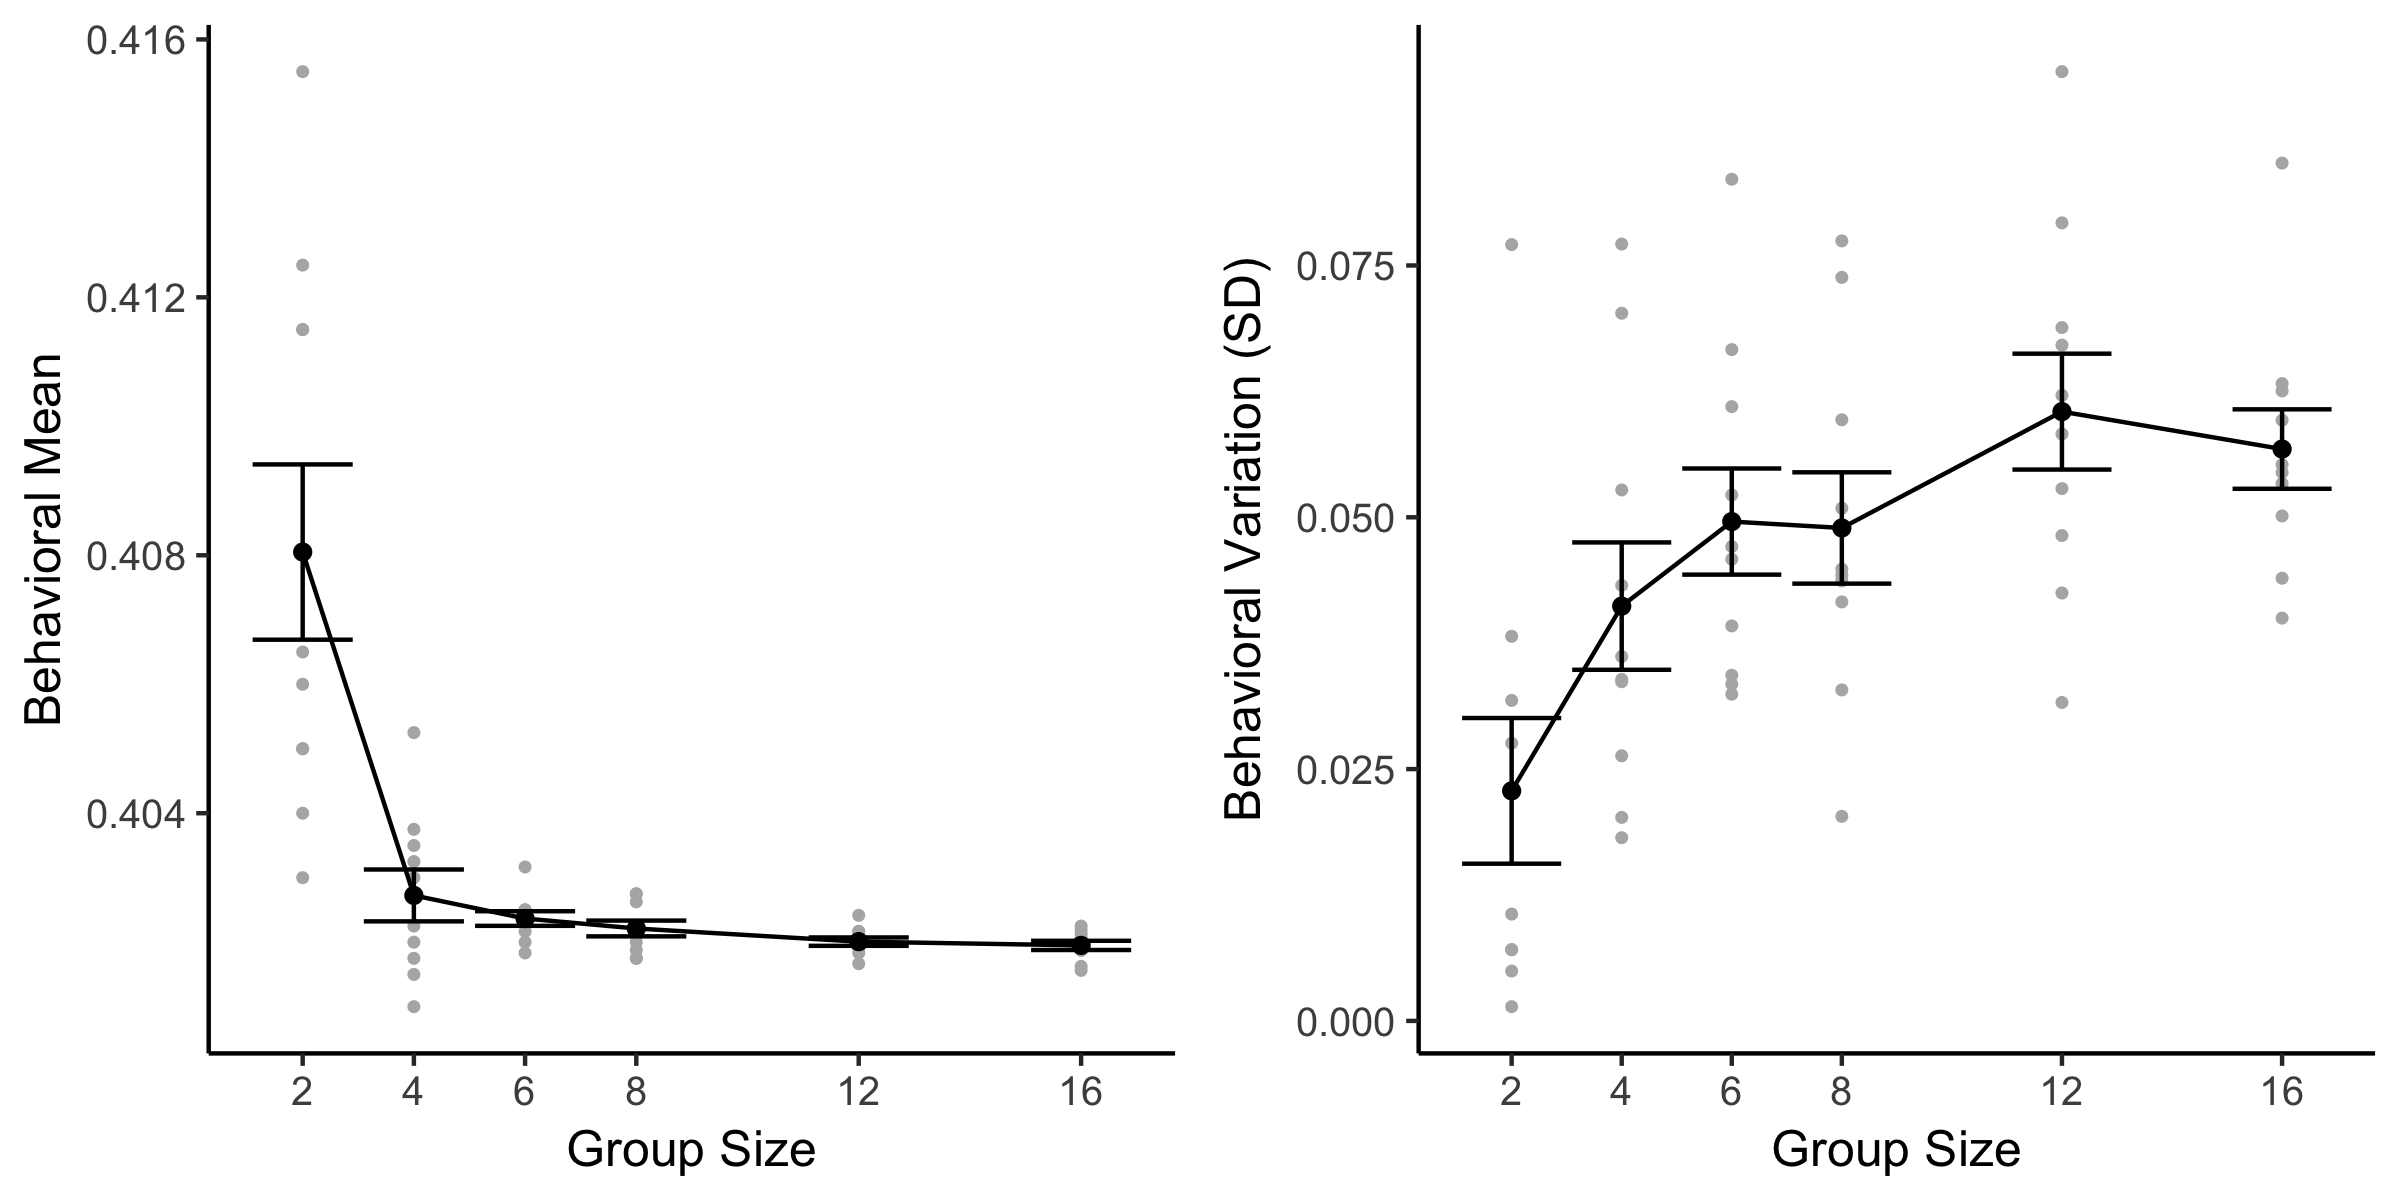 Behavioral Mean
0.416
0.412
0.408
0.404
2 4 6 8 12 16
Group Size
Behavioral Variation (SD)
0.075
0.050
0.025
0.000
2 4 6 8 12 16
Group Size